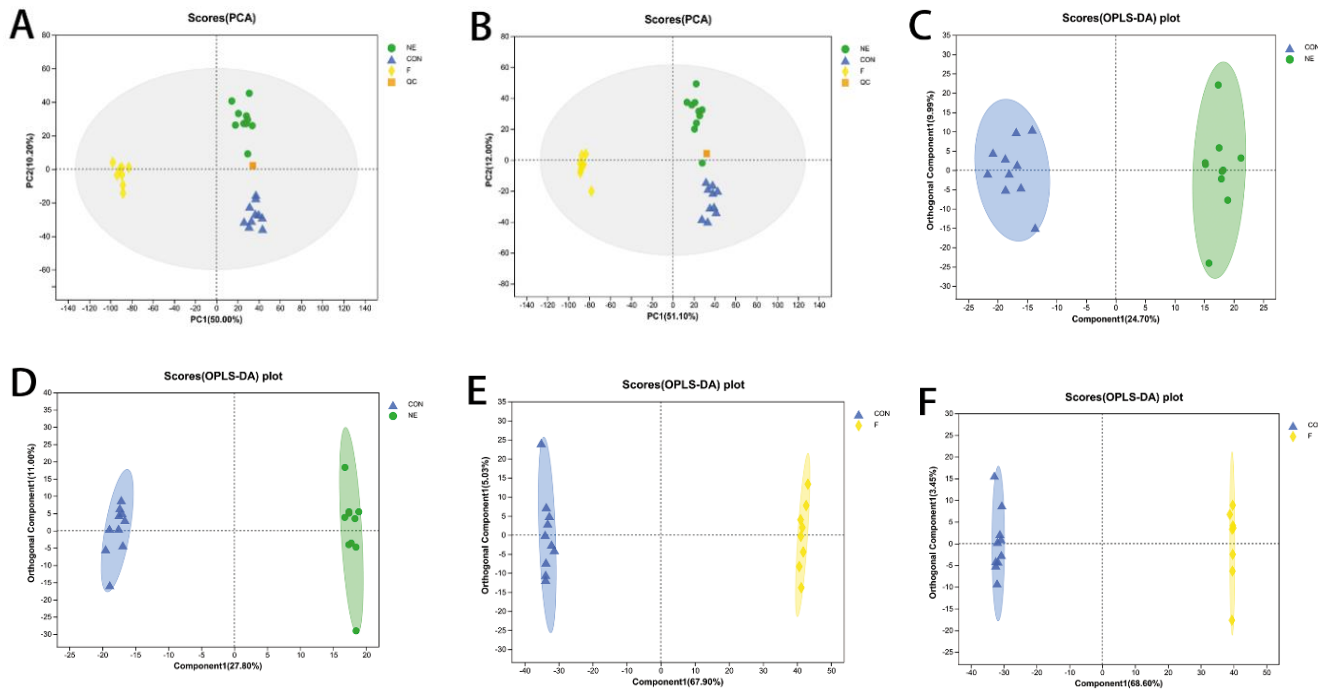 A
Scores(PCA)
NE
CON
F
QC
PC2(10.20%)
80
60
40
20
0
-20
-40
-60
-140 -120 -100 -80 -60 -40 -20 0 20 40 60 80 100 120 140
PC1(50.00%)
B
Scores(PCA)
NE
CON
F
QC
PC2(12.00%)
80
60
40
20
0
-20
-40
-60
-80
-140 -120 -100 -80 -60 -40 -20 0 20 40 60 80 100 120 140
PC1(51.10%)
C
Scores(OPLS-DA) plot
CON
NE
Orthogonal Component1(9.99%)
35
30
25
20
15
10
5
0
-5
-10
-15
-20
-25
-30
-25 -20 -15 -10 -5 0 5 10 15 20 25
Component1(24.70%)
D
Scores(OPLS-DA) plot
CON
NE
Orthogonal Component1(11.00%)
40
35
30
25
20
15
10
5
0
-5
-10
-15
-20
-25
-30
-25 -20 -15 -10 -5 0 5 10 15 20
Component1(27.80%)
E
Scores(OPLS-DA) plot
CON
F
Orthogonal Component1(5.03%)
35
30
25
20
15
10
5
0
-5
-10
-15
-20
-25
-30
-40 -30 -20 -10 0 10 20 30 40 50
Component1(67.90%)
F
Scores(OPLS-DA) plot
CO
F
Orthogonal Component1(3.45%)
30
25
20
15
10
5
0
-5
-10
-15
-20
-25
-40 -30 -20 -10 0 10 20 30 40 50
Component1(68.60%)